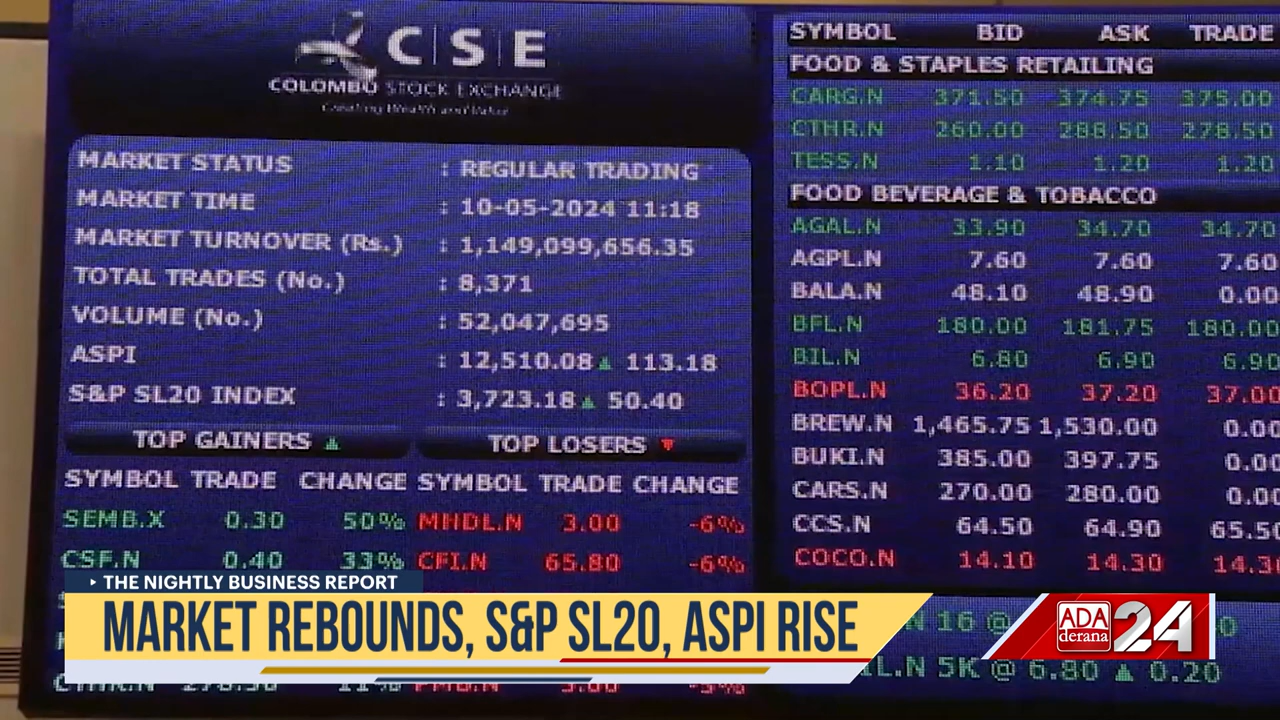 C|S|E
COLOMBO STOCK EXCHANGE
MARKET STATUS : REGULAR TRADING
MARKET TIME : 10-05-2024 11:18
MARKET TURNOVER (Rs.) : 1,149,099,656.35
TOTAL TRADES (No.) : 8,371
VOLUME (No.) : 52,047,695
ASPI : 12,510.08 ▲ 113.18
S&P SL20 INDEX : 3,723.18 ▲ 50.40
TOP GAINERS ▲ TOP LOSERS ▼
SYMBOL TRADE CHANGE SYMBOL TRADE CHANGE
SEMB.X 0.30 50% MHDL.N 3.00 -6%
CSF.N 0.40 33% CFI.N 65.80 -6%
SYMBOL BID ASK TRADE
FOOD & STAPLES RETAILING
CARG.N 371.50 374.75 375.00
CTHR.N 260.00 288.50 278.50
TESS.N 1.10 1.20 1.20
FOOD BEVERAGE & TOBACCO
AGAL.N 33.90 34.70 34.70
AGPL.N 7.60 7.60 7.60
BALA.N 48.10 48.90 0.00
BFL.N 180.00 181.75 180.00
BIL.N 6.80 6.90 6.90
BOPL.N 36.20 37.20 37.00
BREW.N 1,465.75 1,530.00 0.00
BUKI.N 385.00 397.75 0.00
CARS.N 270.00 280.00 0.00
CCS.N 64.50 64.90 65.50
COCO.N 14.10 14.30 14.30
N 16 @
IL.N 5K @ 6.80 ▲ 0.20
THE NIGHTLY BUSINESS REPORT
MARKET REBOUNDS, S&P SL20, ASPI RISE
ADA derana 24